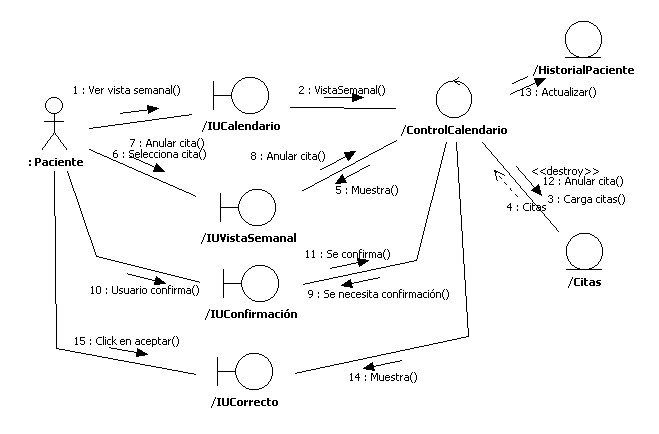 /HistorialPaciente
13 : Actualizar()
1 : Ver vista semanal()
2 : VistaSemanal()
/IUCalendario
/ControlCalendario
: Paciente
7 : Anular cita()
6 : Selecciona cita()
8 : Anular cita()
5 : Muestra()
<<destroy>>
12 : Anular cita()
3 : Carga citas()
4 : Citas
/IUVistaSemanal
11 : Se confirma()
/Citas
10 : Usuario confirma()
9 : Se necesita confirmación()
/IUConfirmación
15 : Click en aceptar()
14 : Muestra()
/IUCorrecto